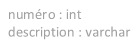 numéro : int
description : varchar